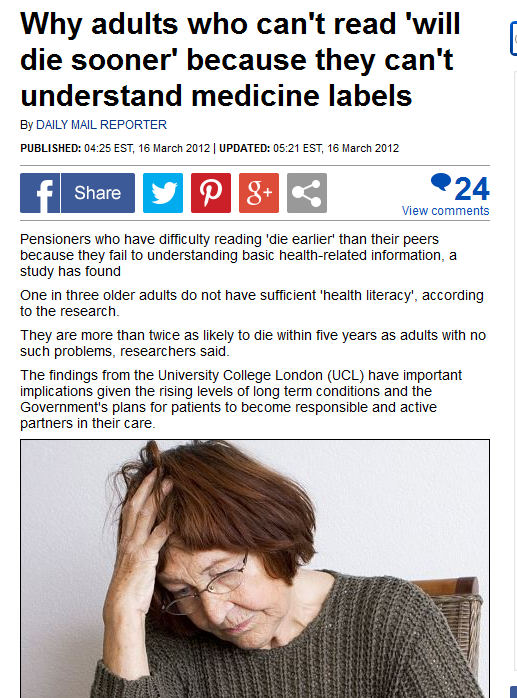 Why adults who can't read 'will
die sooner' because they can't
understand medicine labels
By DAILY MAIL REPORTER
PUBLISHED: 04:25 EST, 16 March 2012 | UPDATED: 05:21 EST, 16 March 2012
f Share
g+
24
View comments
Pensioners who have difficulty reading 'die earlier' than their peers
because they fail to understanding basic health-related information, a
study has found
One in three older adults do not have sufficient 'health literacy', according
to the research.
They are more than twice as likely to die within five years as adults with no
such problems, researchers said.
The findings from the University College London (UCL) have important
implications given the rising levels of long term conditions and the
Government's plans for patients to become responsible and active
partners in their care.